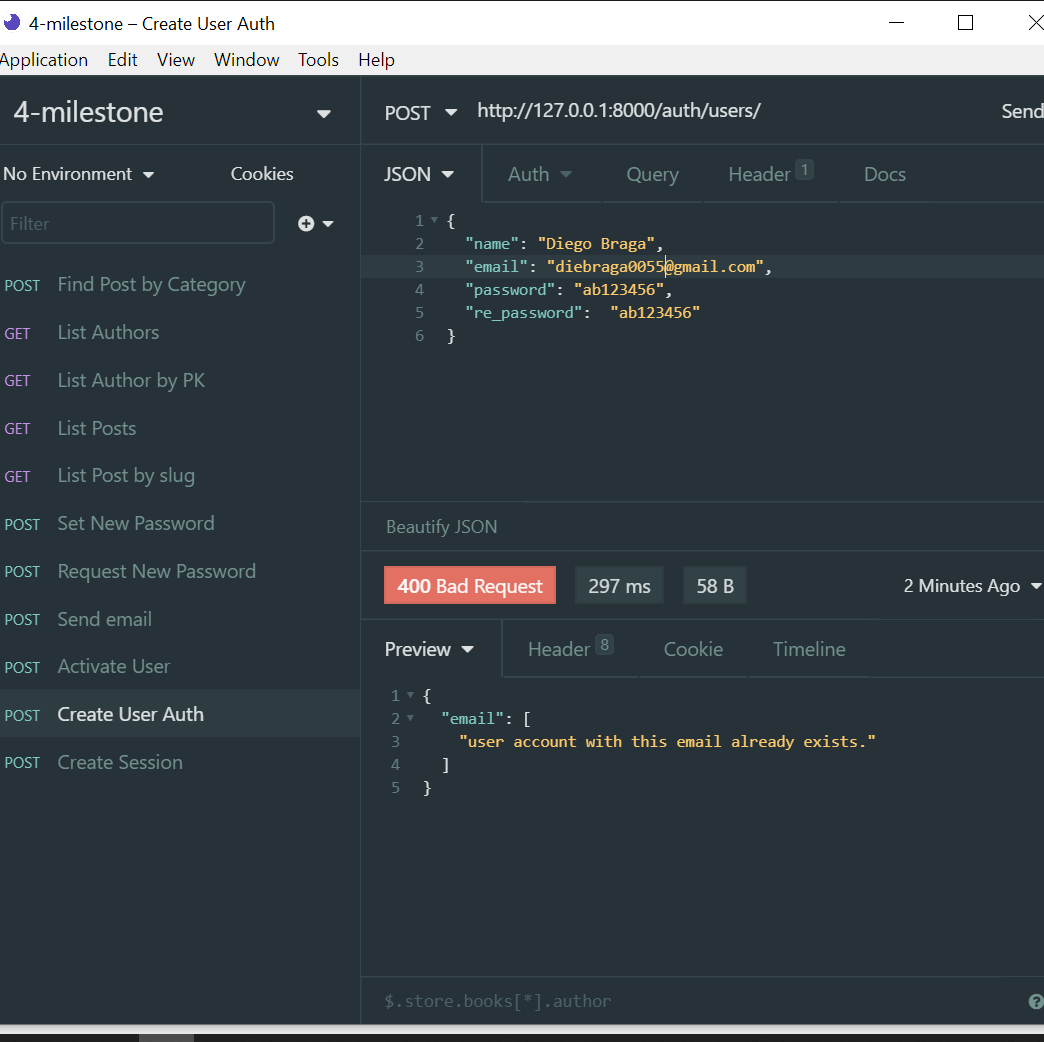 4-milestone – Create User Auth
Application Edit View Window Tools Help
4-milestone
POST http://127.0.0.1:8000/auth/users/ Send
No Environment Cookies
JSON Auth Query Header 1 Docs
Filter
1 {
2 "name": "Diego Braga",
3 "email": "diebraga0055@gmail.com",
4 "password": "ab123456",
5 "re_password": "ab123456"
6 }
POST Find Post by Category
GET List Authors
GET List Author by PK
GET List Posts
GET List Post by slug
POST Set New Password
POST Request New Password
POST Send email
POST Activate User
POST Create User Auth
POST Create Session
Beautify JSON
400 Bad Request 297 ms 58 B 2 Minutes Ago
Preview Header 8 Cookie Timeline
1 {
2 "email": [
3 "user account with this email already exists."
4 ]
5 }
$.store.books[*].author ?